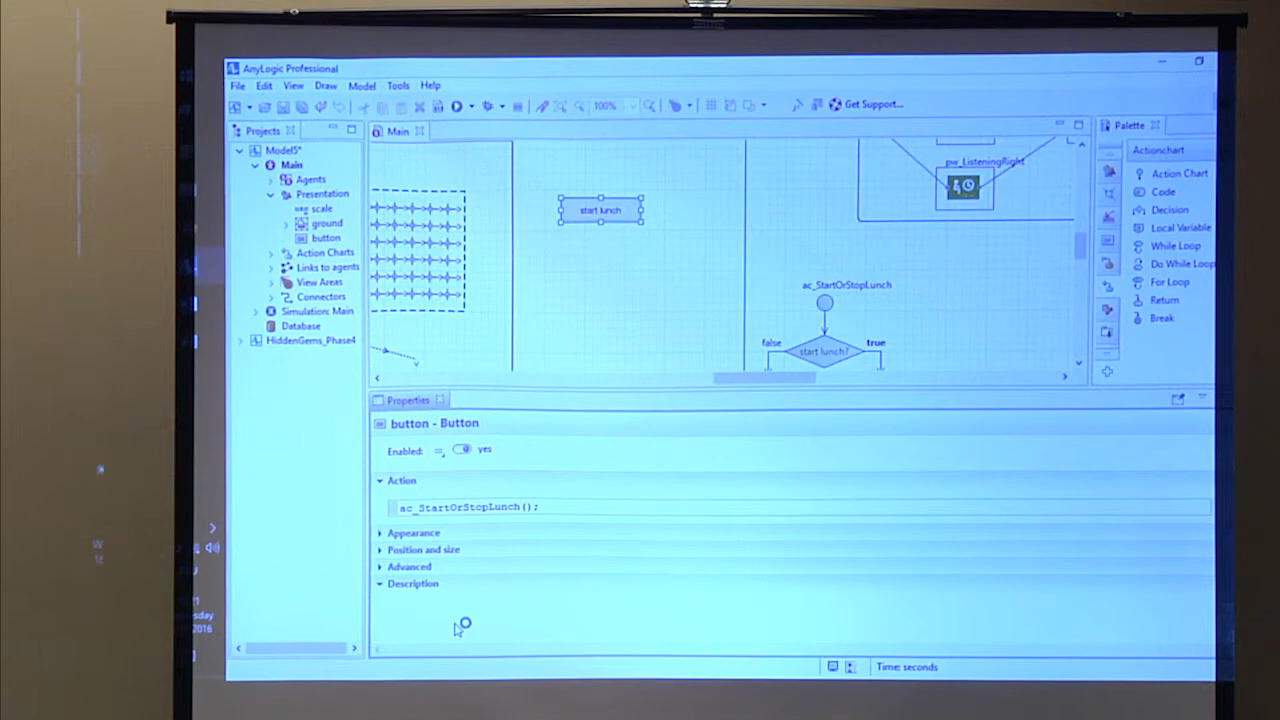 AnyLogic Professional
File Edit View Draw Model Tools Help
100% Get Support...
Projects
Model5*
Main
Agents
Presentation
scale
ground
button
Action Charts
Links to agents
View Areas
Connectors
Simulation: Main
Database
HiddenGems_Phase4
Main
start lunch
pw_ListeningRight
ac_StartOrStopLunch
false
start lunch?
true
Palette
Actionchart
Action Chart
Code
Decision
Local Variable
While Loop
Do While Loop
For Loop
Return
Break
Properties
button - Button
Enabled: = yes
Action
ac_StartOrStopLunch();
Appearance
Position and size
Advanced
Description
Time: seconds
2016